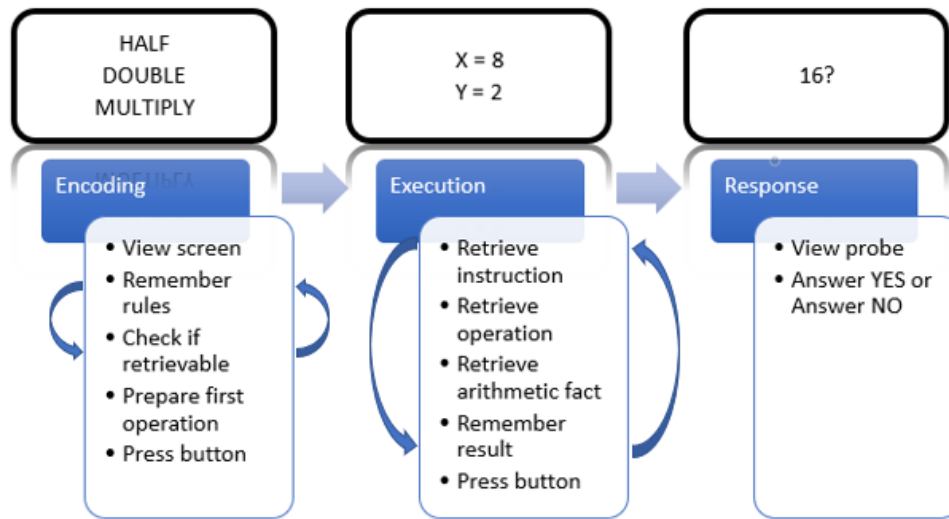 HALF
DOUBLE
MULTIPLY
X = 8
Y = 2
16?
Encoding
• View screen
• Remember
rules
• Check if
retrievable
• Prepare first
operation
• Press button
Execution
• Retrieve
instruction
• Retrieve
operation
• Retrieve
arithmetic fact
• Remember
result
• Press button
Response
• View probe
• Answer YES or
Answer NO